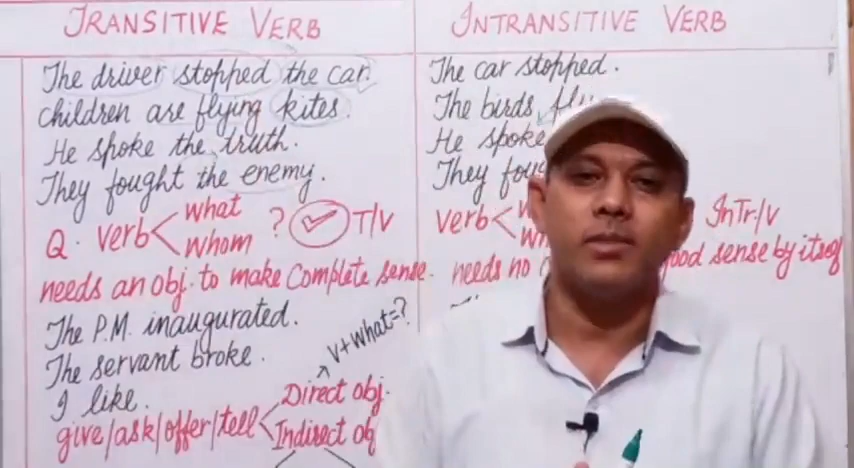 TRANSITIVE VERB
The driver stopped the car.
children are flying kites.
He spoke the truth.
They fought the enemy.
Q. verb what whom ? T/V
needs an obj. to make complete sense.
The P.M. inaugurated.
The servant broke.
I like.
V+what=?
give/ask/offer/tell Direct obj.
Indirect ob
INTRANSITIVE VERB
The car stopped.
The birds
He spoke
They
verb InTr/v
needs no good sense by itself